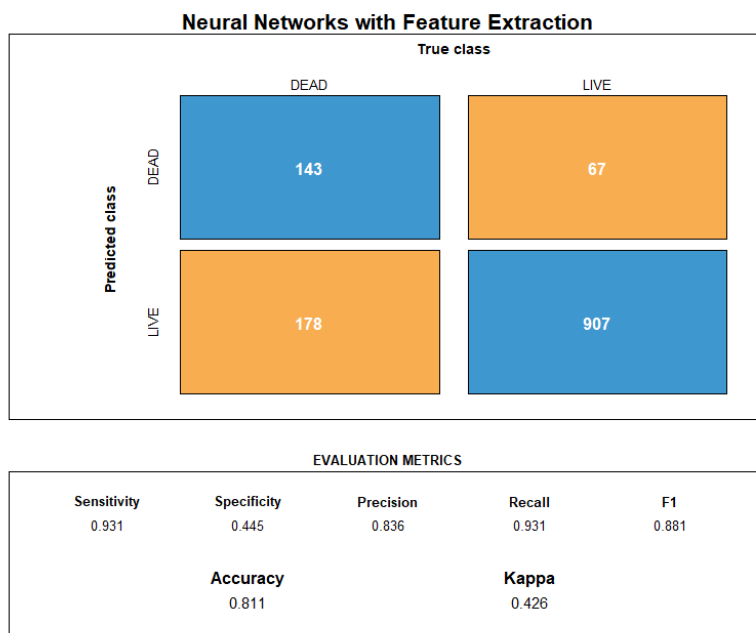 Neural Networks with Feature Extraction
True class
DEAD LIVE
Predicted class
DEAD
143 67
LIVE
178 907
EVALUATION METRICS
Sensitivity Specificity Precision Recall F1
0.931 0.445 0.836 0.931 0.881
Accuracy Kappa
0.811 0.426